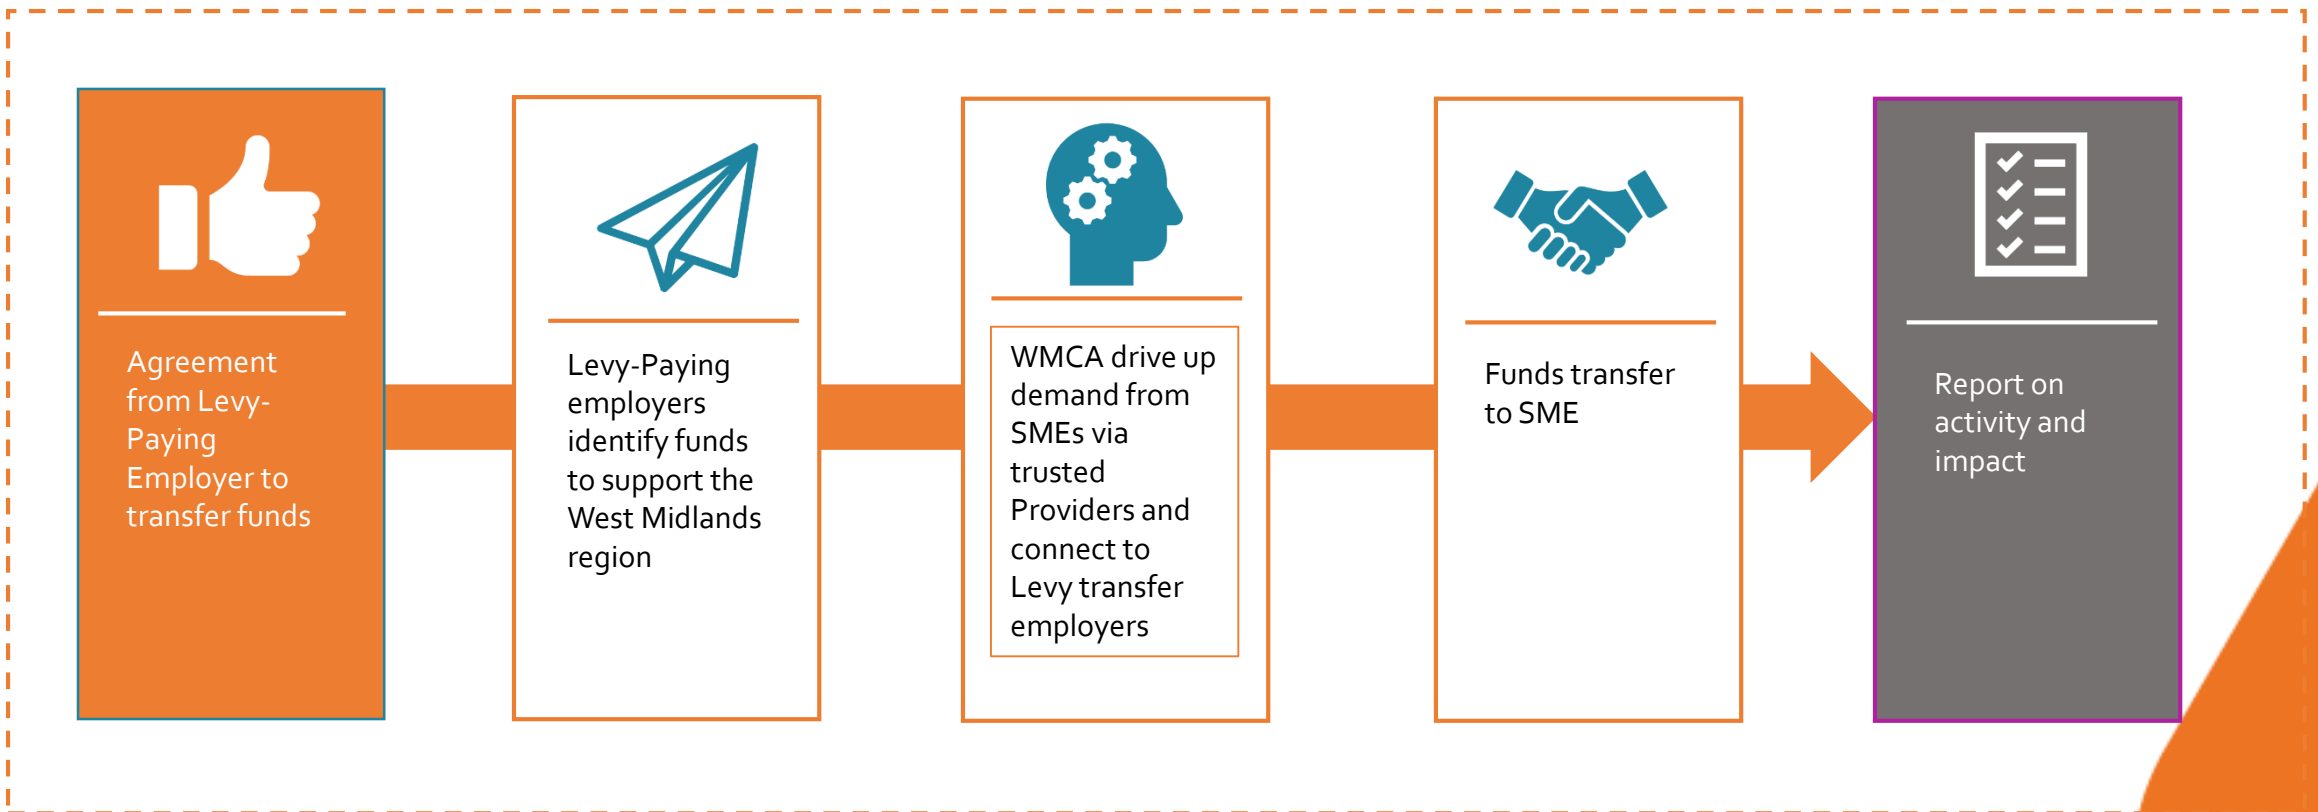 Agreement
from Levy-
Paying
Employer to
transfer funds
Levy-Paying
employers
identify funds
to support the
West Midlands
region
WMCA drive up
demand from
SMEs via
trusted
Providers and
connect to
Levy transfer
employers
Funds transfer
to SME
Report on
activity and
impact